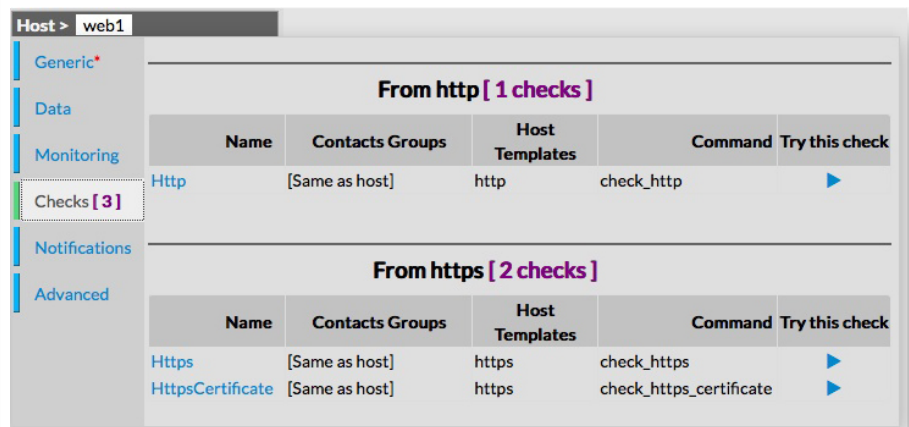 Host > web1
Generic*
Data
Monitoring
Checks [ 3 ]
Notifications
Advanced
From http [ 1 checks ]
Name Contacts Groups Host Templates Command Try this check
Http [Same as host] http check_http
From https [ 2 checks ]
Name Contacts Groups Host Templates Command Try this check
Https [Same as host] https check_https
HttpsCertificate [Same as host] https check_https_certificate